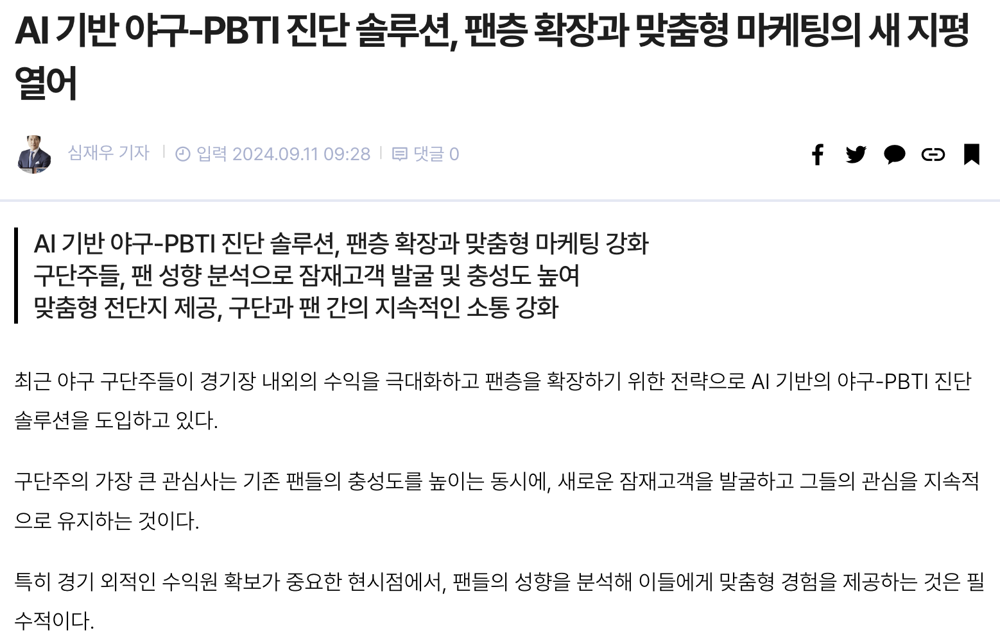 AI 기반 야구-PBTI 진단 솔루션, 팬층 확장과 맞춤형 마케팅의 새 지평
열어
심재우 기자 | 입력 2024.09.11 09:28 | 댓글 0
AI 기반 야구-PBTI 진단 솔루션, 팬층 확장과 맞춤형 마케팅 강화
구단주들, 팬 성향 분석으로 잠재고객 발굴 및 충성도 높여
맞춤형 전단지 제공, 구단과 팬 간의 지속적인 소통 강화
최근 야구 구단주들이 경기장 내외의 수익을 극대화하고 팬층을 확장하기 위한 전략으로 AI 기반의 야구-PBTI 진단
솔루션을 도입하고 있다.
구단주의 가장 큰 관심사는 기존 팬들의 충성도를 높이는 동시에, 새로운 잠재고객을 발굴하고 그들의 관심을 지속적
으로 유지하는 것이다.
특히 경기 외적인 수익원 확보가 중요한 현시점에서, 팬들의 성향을 분석해 이들에게 맞춤형 경험을 제공하는 것은 필
수적이다.